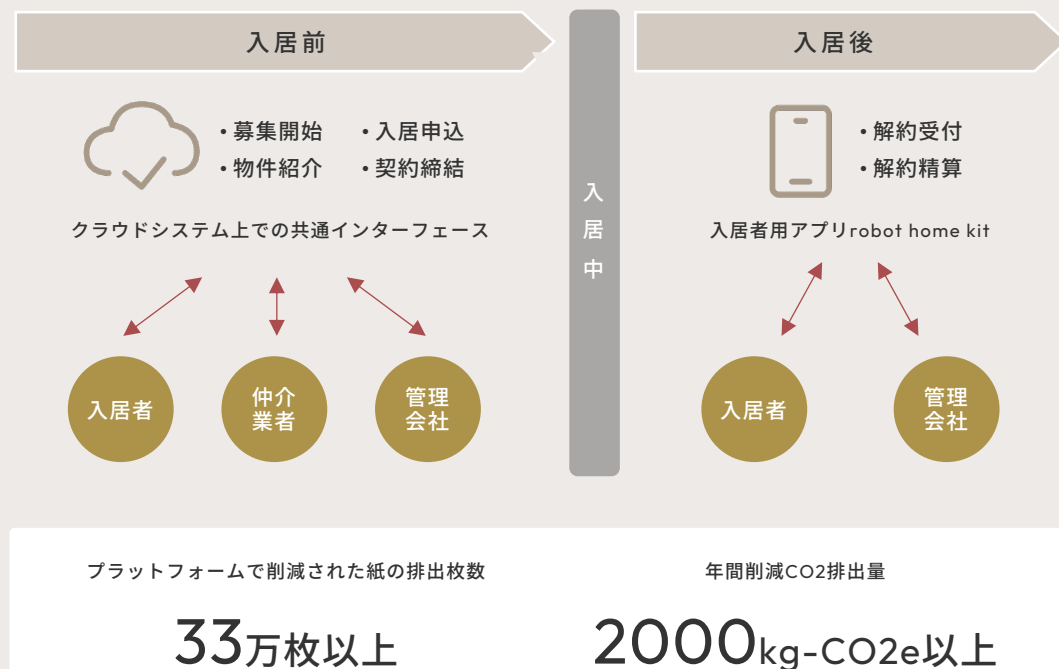 入居前
・募集開始
・入居申込
・物件紹介
・契約締結
クラウドシステム上での共通インターフェース
入居者
仲介
業者
管理
会社
入居中
入居後
・解約受付
・解約精算
入居者用アプリrobot home kit
入居者
管理
会社
プラットフォームで削減された紙の排出枚数
33万枚以上
年間削減CO2排出量
2000kg-CO2e以上